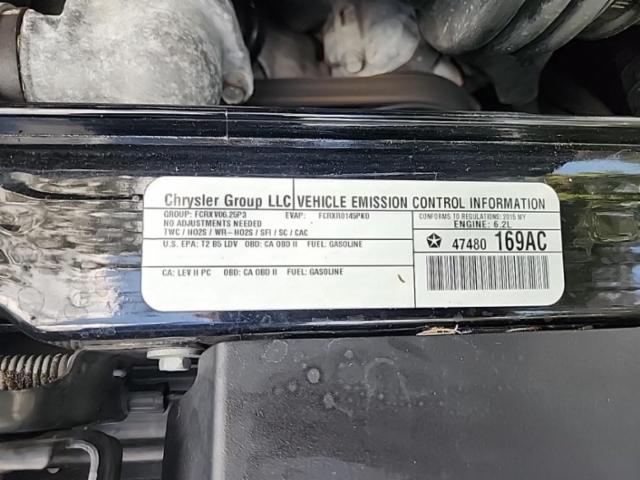 Chrysler Group LLC VEHICLE EMISSION CONTROL INFORMATION
GROUP: FCRXV06.25P3 EVAP: FCRXR0145PK0 CONFORMS TO REGULATIONS: 2015 MY
NO ADJUSTMENTS NEEDED ENGINE: 6.2L
TWC / HO2S / WR-HO2S / SFI / SC / CAC
U.S. EPA: T2 B5 LDV OBD: CA OBD II FUEL: GASOLINE
47480 169AC
CA: LEV II PC OBD: CA OBD II FUEL: GASOLINE